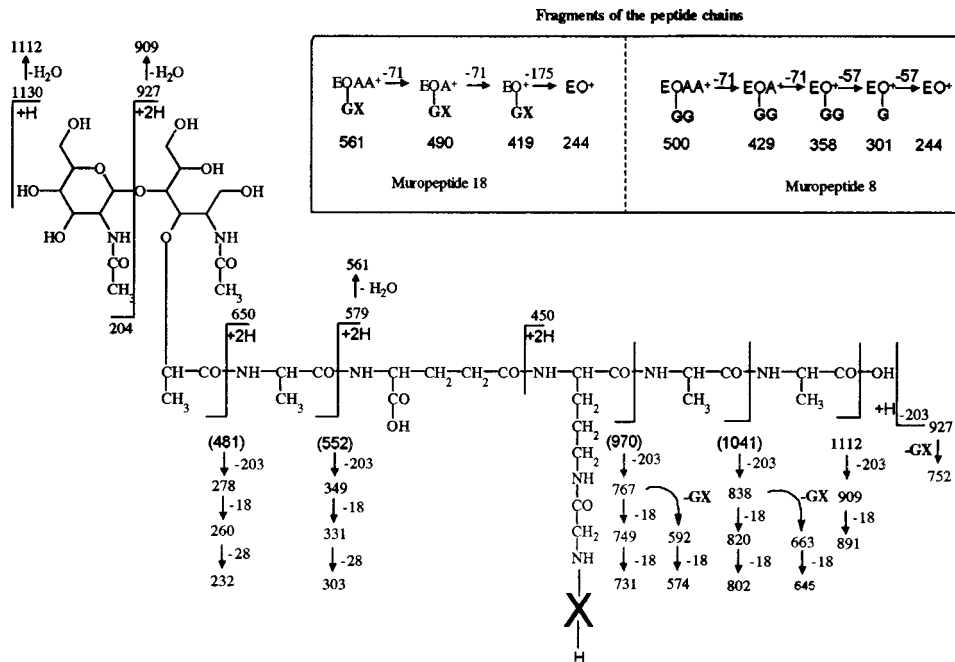 Fragments of the peptide chains
EOAA+ -71 EOA+ -71 EO+ -175 EO+
GX GX GX
561 490 419 244
Muropeptide 18
EOAA+ -71 EOA+ -71 EO+ -57 EO+ -57 EO+
GG GG GG G
500 429 358 301 244
Muropeptide 8
1112 909
-H₂O -H₂O
1130 927
+H +2H
OH OH
O OH
HO O OH
HO O
NH NH
CO CO
CH₃ CH₃
204
561
- H₂O
650 579 450
+2H +2H +2H
CH CO NH CH CO NH CH CH₂ CH₂ CO NH CH CO NH CH CO NH CH CO OH
CH₃ CH₃ COOH CH₂ CH₃ CH₃
CH₂
CH₂
NH
CO
CH₂
NH
X
H
+H
-203
927
-GX
752
(481) (552) (970) (1041) 1112
-203 -203 -203 -203 -203
278 349 767 -GX 838 -GX 909
-18 -18 -18 -18 -18
260 331 749 592 820 663 891
-28 -28 -18 -18 -18 -18
232 303 731 574 802 645